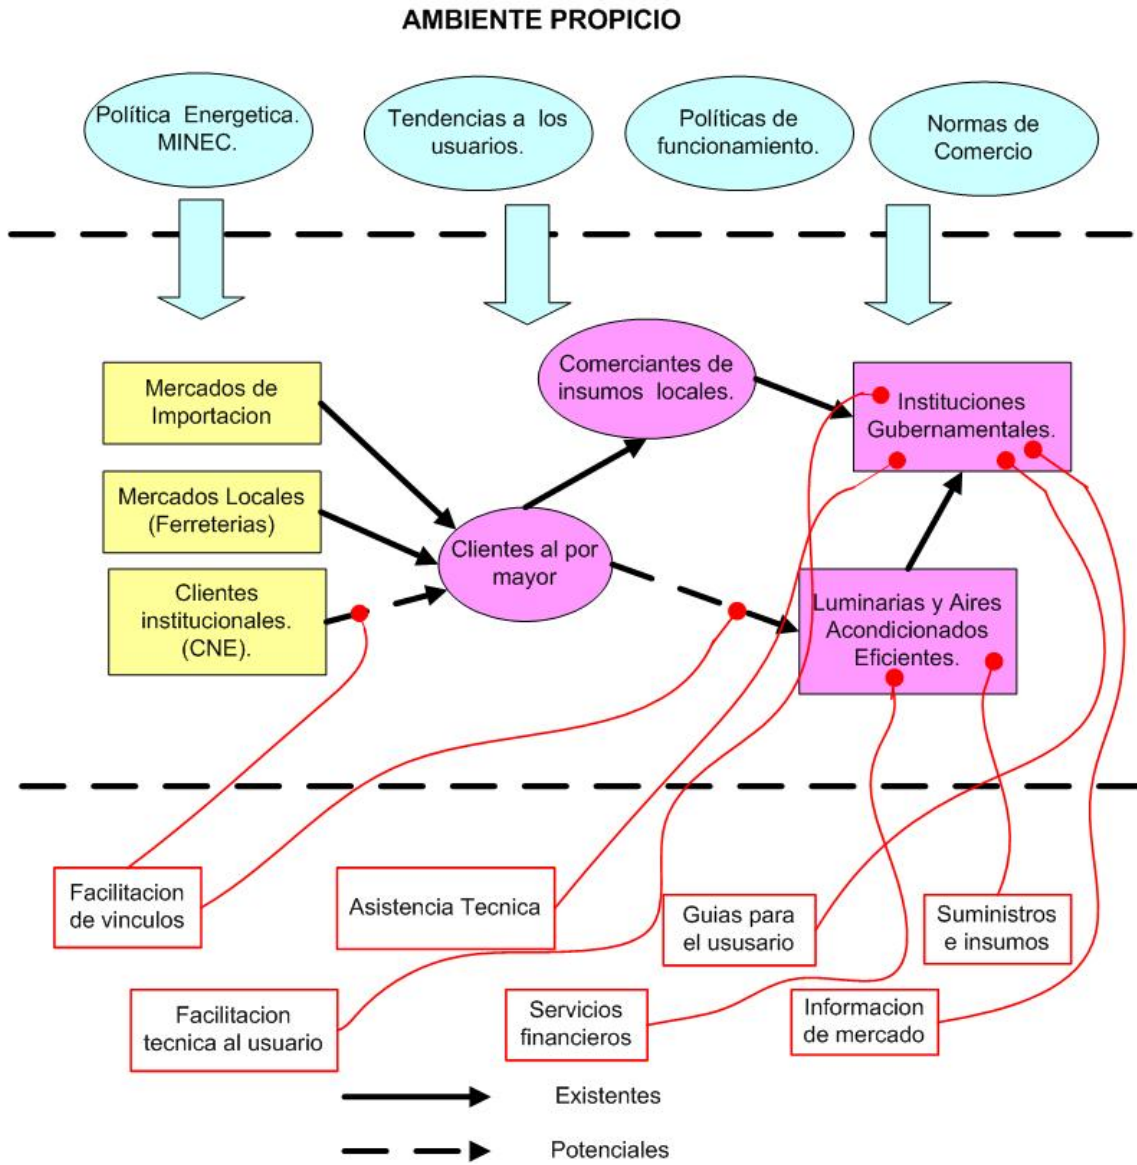 AMBIENTE PROPICIO
Política Energetica.
MINEC.
Tendencias a los
usuarios.
Políticas de
funcionamiento.
Normas de
Comercio
Mercados de
Importacion
Comerciantes de
insumos locales.
Instituciones
Gubernamentales.
Mercados Locales
(Ferreterias)
Clientes al por
mayor
Clientes
institucionales.
(CNE).
Luminarias y Aires
Acondicionados
Eficientes.
Facilitacion
de vinculos
Asistencia Tecnica
Guias para
el ususario
Suministros
e insumos
Facilitacion
tecnica al usuario
Servicios
financieros
Informacion
de mercado
Existentes
Potenciales